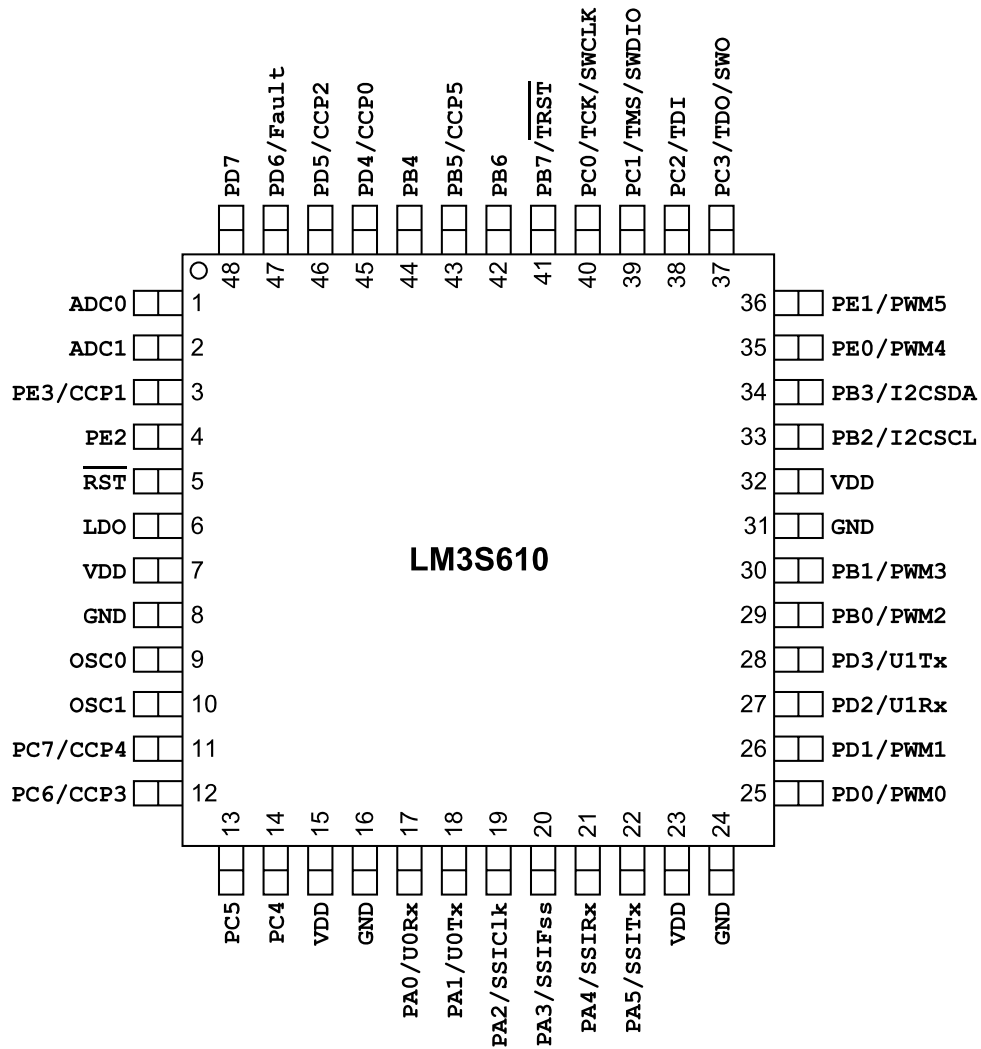 PD7
PD6/Fault
PD5/CCP2
PD4/CCP0
PB4
PB5/CCP5
PB6
PB7/TRST
PC0/TCK/SWCLK
PC1/TMS/SWDIO
PC2/TDI
PC3/TDO/SWO
48 47 46 45 44 43 42 41 40 39 38 37
ADC0 1
ADC1 2
PE3/CCP1 3
PE2 4
RST 5
LDO 6
VDD 7
GND 8
OSC0 9
OSC1 10
PC7/CCP4 11
PC6/CCP3 12
LM3S610
36 PE1/PWM5
35 PE0/PWM4
34 PB3/I2CSDA
33 PB2/I2CSCL
32 VDD
31 GND
30 PB1/PWM3
29 PB0/PWM2
28 PD3/U1Tx
27 PD2/U1Rx
26 PD1/PWM1
25 PD0/PWM0
13 14 15 16 17 18 19 20 21 22 23 24
PC5
PC4
VDD
GND
PA0/U0Rx
PA1/U0Tx
PA2/SSIClk
PA3/SSIFss
PA4/SSIRx
PA5/SSITx
VDD
GND